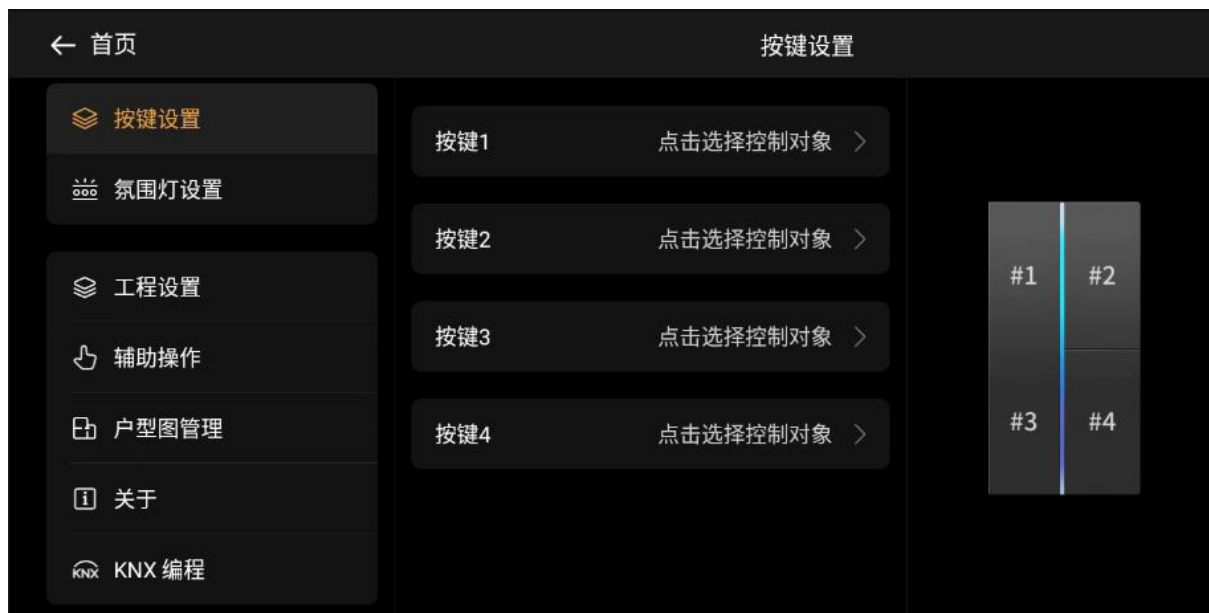 ← 首页
按键设置
按键设置
氛围灯设置
工程设置
辅助操作
户型图管理
关于
KNX KNX 编程
按键1 点击选择控制对象 >
按键2 点击选择控制对象 >
按键3 点击选择控制对象 >
按键4 点击选择控制对象 >
#1 #2
#3 #4